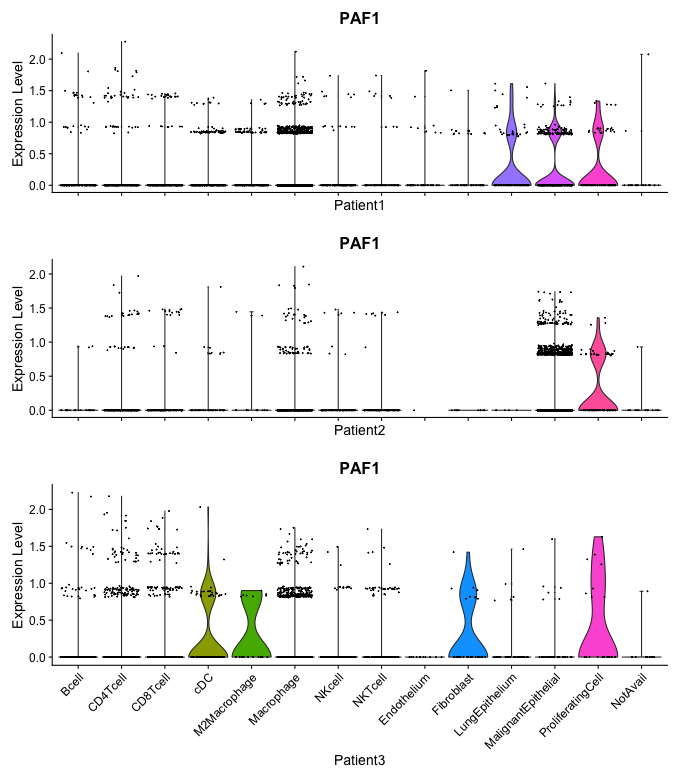 PAF1
Expression Level
2.0
1.5
1.0
0.5
0.0
Patient1
PAF1
Expression Level
2.0
1.5
1.0
0.5
0.0
Patient2
PAF1
Expression Level
2.0
1.5
1.0
0.5
0.0
Bcell
CD4Tcell
CD8Tcell
cDC
M2Macrophage
Macrophage
NKcell
NKTcell
Endothelium
Fibroblast
LungEpithelium
MalignantEpithelial
ProliferatingCell
NotAvail
Patient3